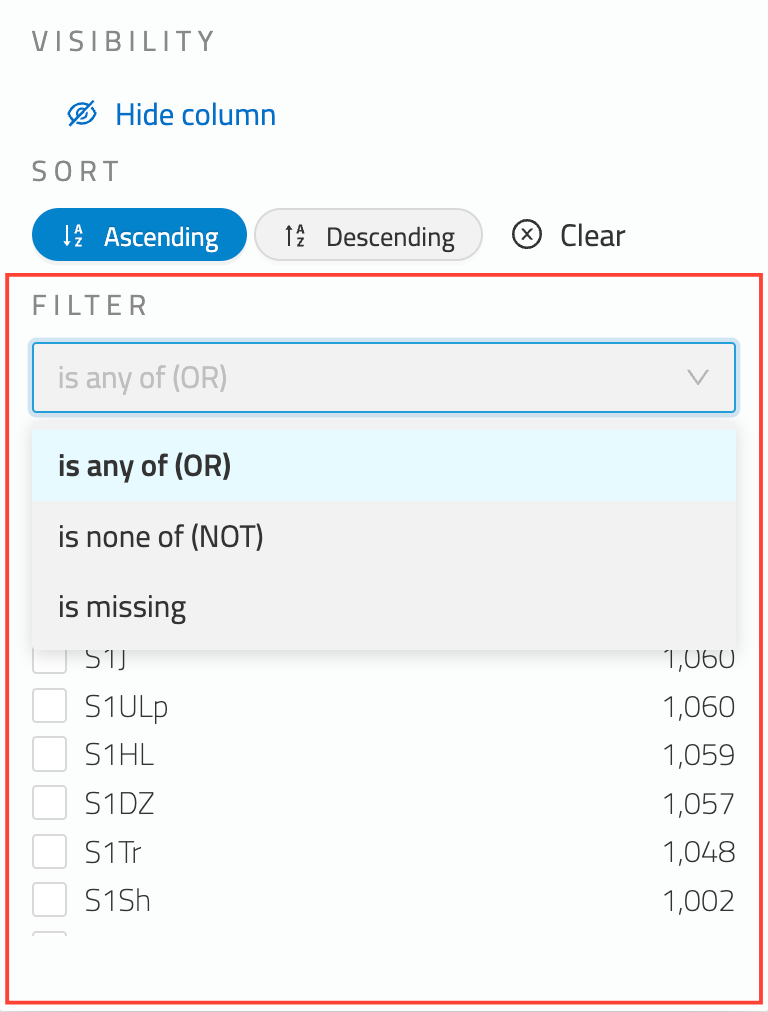 VISIBILITY
Hide column
SORT
Ascending Descending Clear
FILTER
is any of (OR)
is any of (OR)
is none of (NOT)
is missing
S1J 1,060
S1ULp 1,060
S1HL 1,059
S1DZ 1,057
S1Tr 1,048
S1Sh 1,002